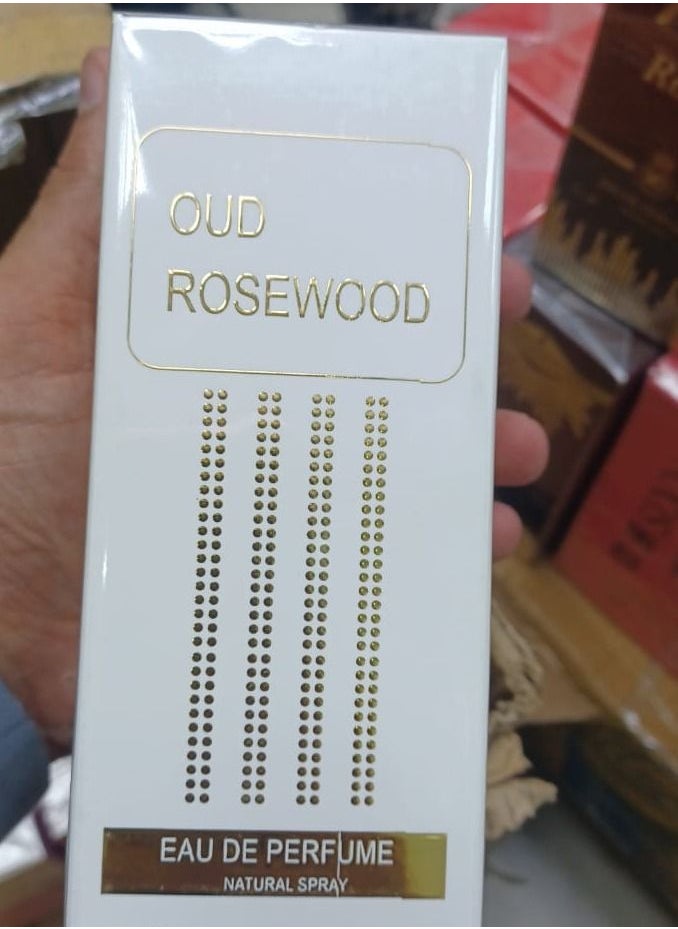 OUD
ROSEWOOD
EAU DE PERFUME
NATURAL SPRAY